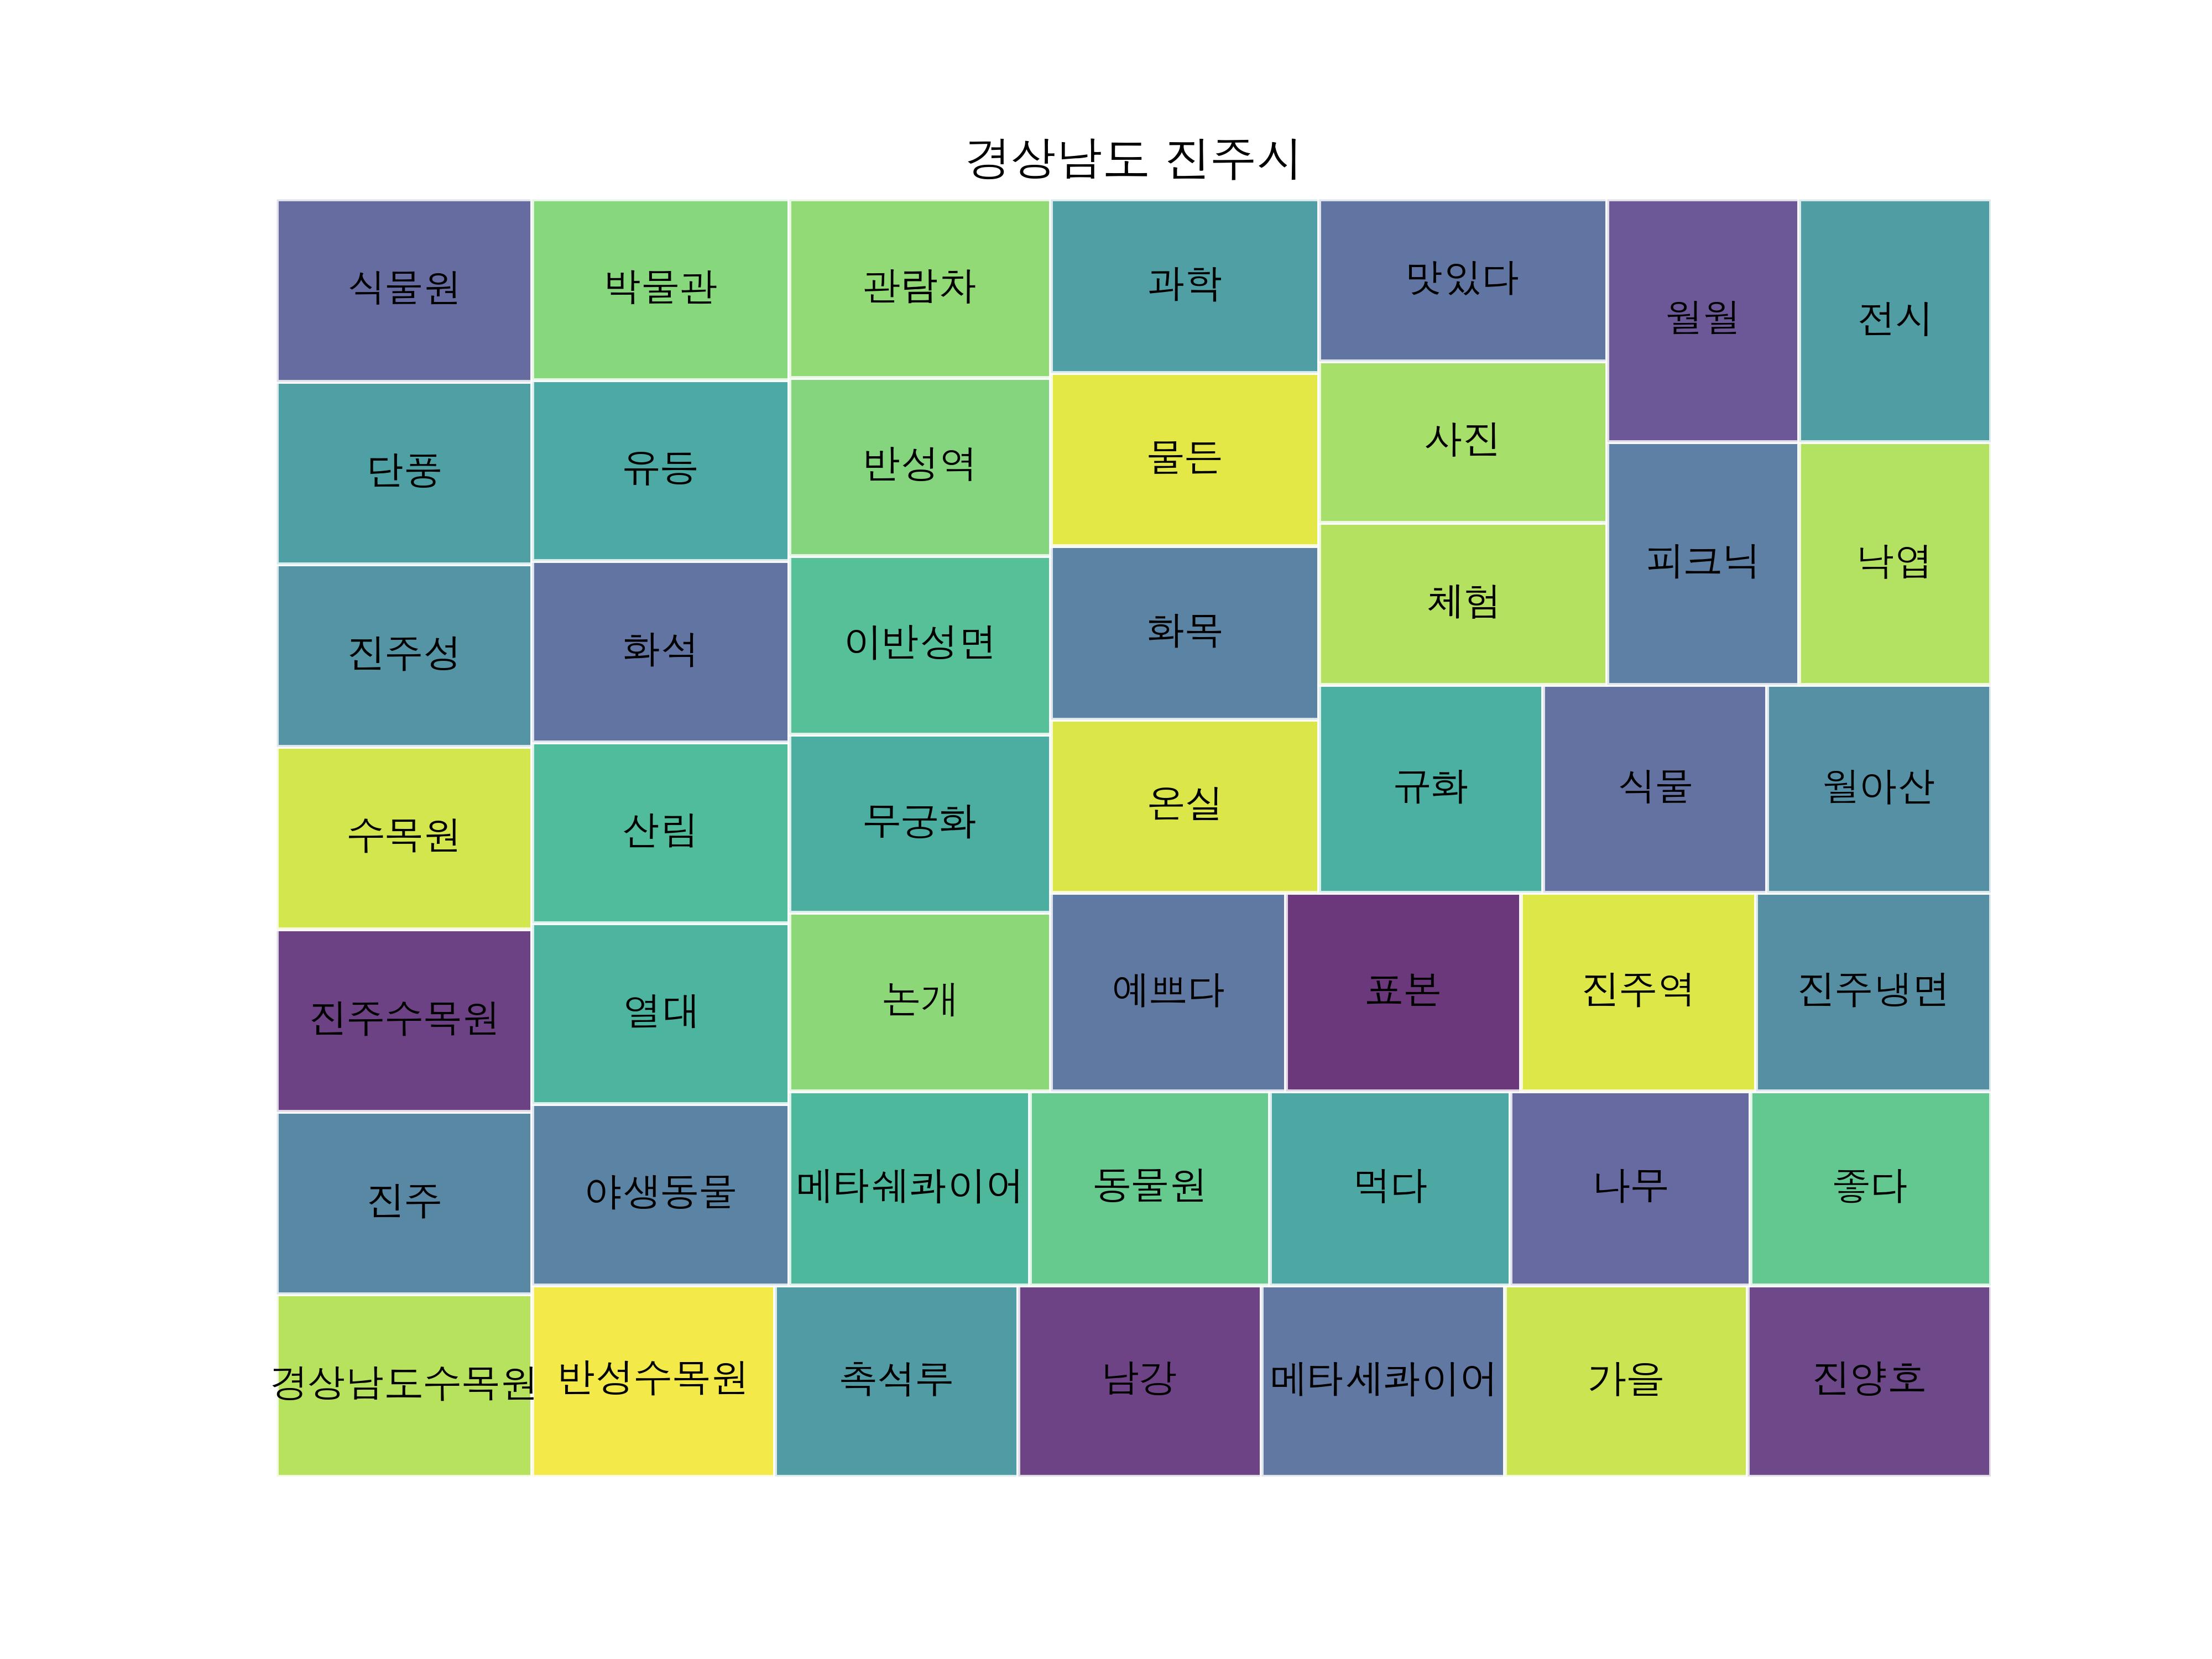 경상남도 진주시
식물원
박물관
관람차
과학
맛있다
월월
전시
단풍
유등
반성역
물든
사진
피크닉
낙엽
진주성
화석
이반성면
화목
체험
수목원
산림
무궁화
온실
규화
식물
월아산
진주수목원
열대
논개
예쁘다
표본
진주역
진주냉면
진주
야생동물
메타쉐콰이어
동물원
먹다
나무
좋다
경상남도수목원
반성수목원
촉석루
남강
메타세콰이어
가을
진양호